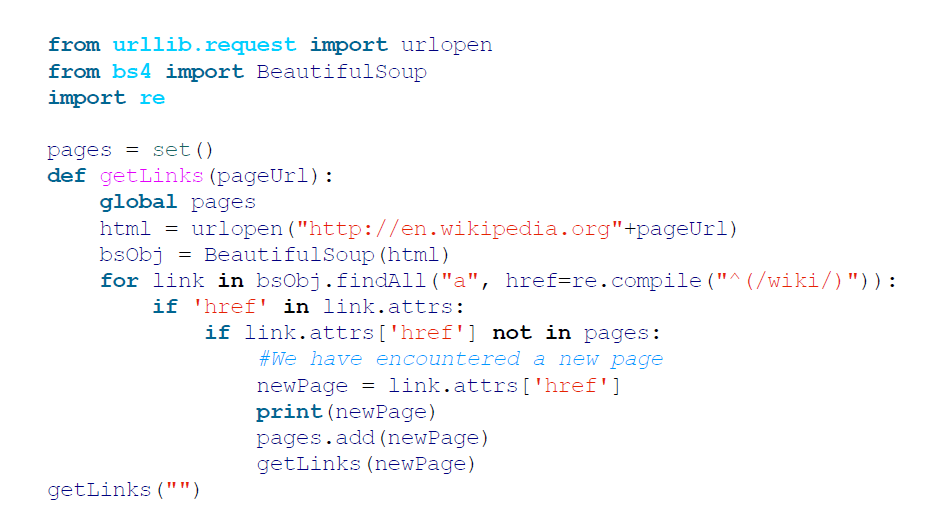 from urllib.request import urlopen
from bs4 import BeautifulSoup
import re

pages = set()
def getLinks(pageUrl):
    global pages
    html = urlopen("http://en.wikipedia.org"+pageUrl)
    bsObj = BeautifulSoup(html)
    for link in bsObj.findAll("a", href=re.compile("^(/wiki/)")):
        if 'href' in link.attrs:
            if link.attrs['href'] not in pages:
                #We have encountered a new page
                newPage = link.attrs['href']
                print(newPage)
                pages.add(newPage)
                getLinks(newPage)
getLinks("")